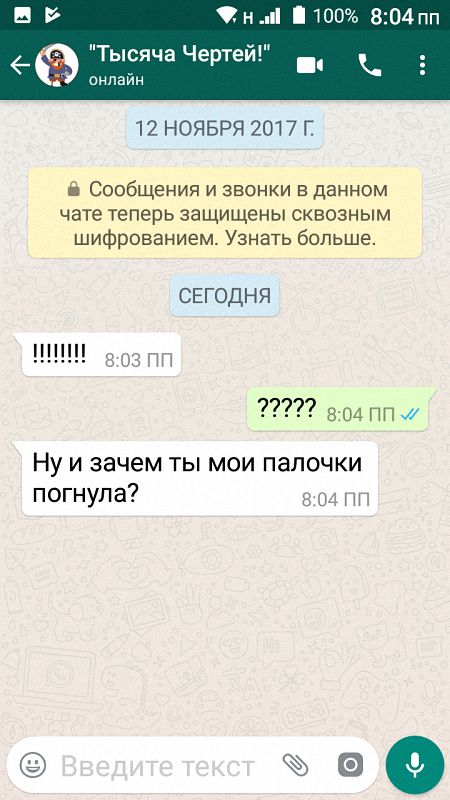 H 100% 8:04 ПП
"Тысяча Чертей!"
онлайн
12 НОЯБРЯ 2017 Г.
Сообщения и звонки в данном
чате теперь защищены сквозным
шифрованием. Узнать больше.
СЕГОДНЯ
!!!!!!!! 8:03 ПП
????? 8:04 ПП
Ну и зачем ты мои палочки
погнула? 8:04 ПП
Введите текст